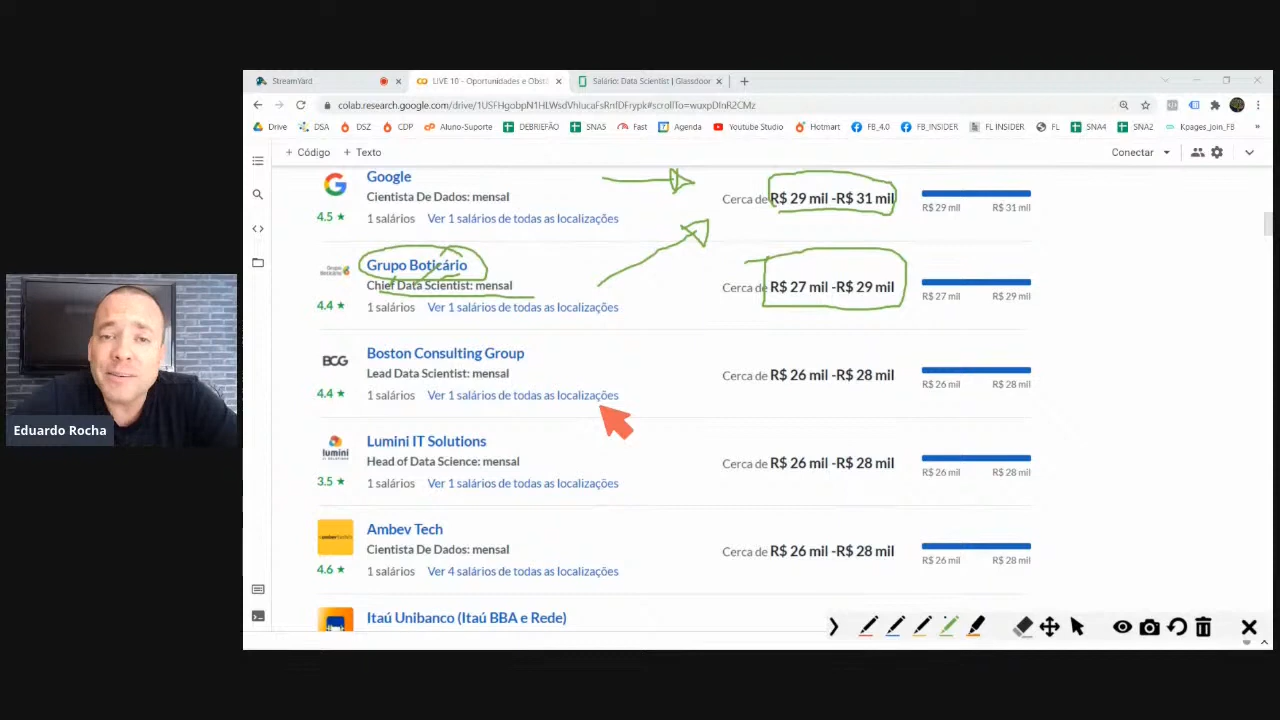 StreamYard
LIVE 10 - Oportunidades e Obst
Salário: Data Scientist | Glassdoor
colab.research.google.com/drive/1USFHgobpN1HLWsdVhlucaFsRrIDFrypk#scrollTo=wuxpDInR2CMz
Drive DSA DSZ CDP Aluno-Suporte DEBRIEFÃO SNA5 Fast Agenda Youtube Studio Hotmart FB_4.0 FB_INSIDER FL INSIDER FL SNA4 SNA2 Kpages_Join_FB »
+ Código + Texto Conectar
Google
Cientista De Dados: mensal
4.5 ★ 1 salários Ver 1 salários de todas as localizações
Cerca de R$ 29 mil -R$ 31 mil
R$ 29 mil R$ 31 mil
Grupo Boticário
Grupo Boticário
Chief Data Scientist: mensal
4.4 ★ 1 salários Ver 1 salários de todas as localizações
Cerca de R$ 27 mil -R$ 29 mil
R$ 27 mil R$ 29 mil
BCG
Boston Consulting Group
Lead Data Scientist: mensal
4.4 ★ 1 salários Ver 1 salários de todas as localizações
Cerca de R$ 26 mil -R$ 28 mil
R$ 26 mil R$ 28 mil
lumini
Lumini IT Solutions
Head of Data Science: mensal
3.5 ★ 1 salários Ver 1 salários de todas as localizações
Cerca de R$ 26 mil -R$ 28 mil
R$ 26 mil R$ 28 mil
Ambev Tech
Cientista De Dados: mensal
4.6 ★ 1 salários Ver 4 salários de todas as localizações
Cerca de R$ 26 mil -R$ 28 mil
R$ 26 mil R$ 28 mil
Itaú Unibanco (Itaú BBA e Rede)
Eduardo Rocha